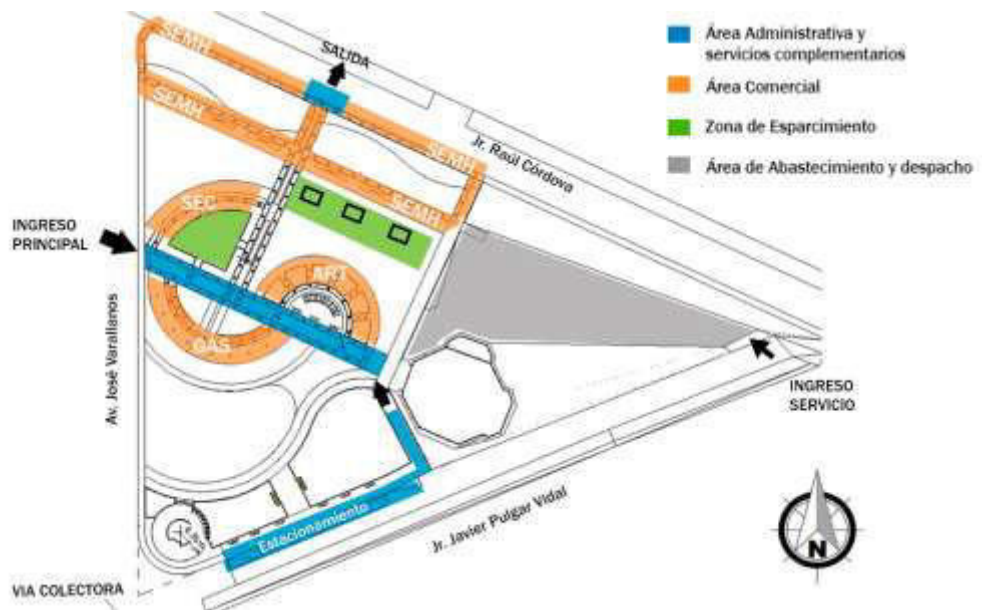 SEMH
SALIDA
SEMH
SEMH
SEMH
Jr. Raúl Córdova
SEC
INGRESO
PRINCIPAL
ART
GAS
Av. José Varallanos
INGRESO
SERVICIO
Estacionamiento
Jr. Javier Pulgar Vidal
VIA COLECTORA
N
Área Administrativa y
servicios complementarios
Área Comercial
Zona de Esparcimiento
Área de Abastecimiento y despacho